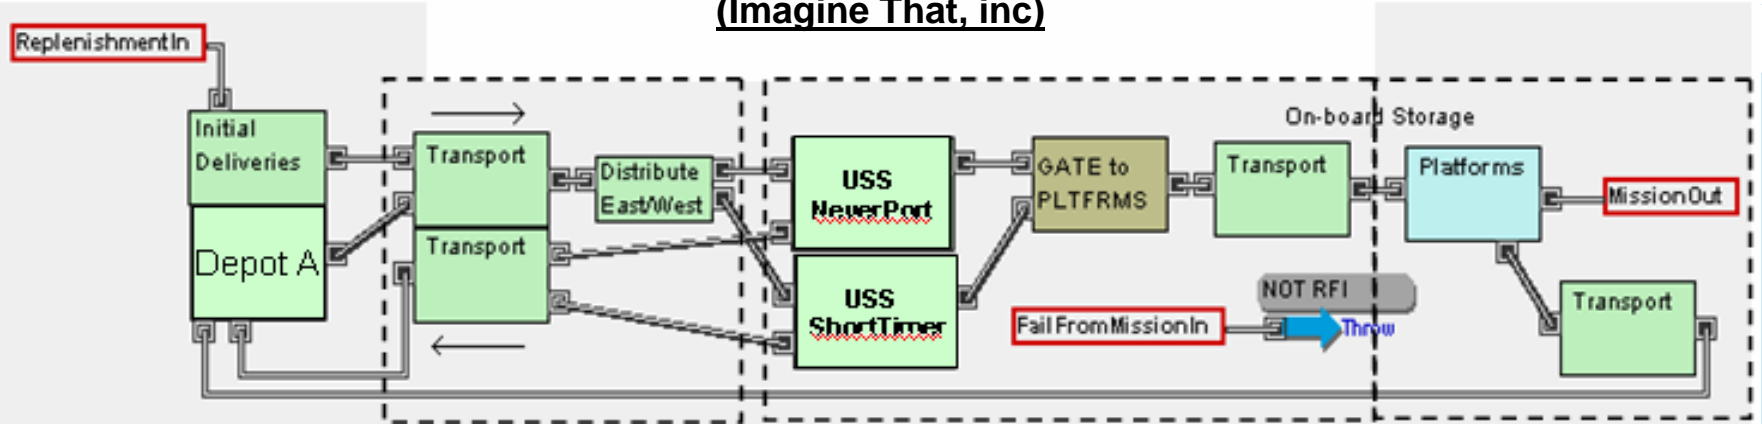 (Imagine That, inc)
ReplenishmentIn
Initial
Deliveries
Depot A
Transport
Transport
Distribute
East/West
USS
NeverPort
USS
ShortTimer
GATE to
PLTFRMS
Transport
On-board Storage
Platforms
MissionOut
NOT RFI
FailFromMissionIn
Throw
Transport